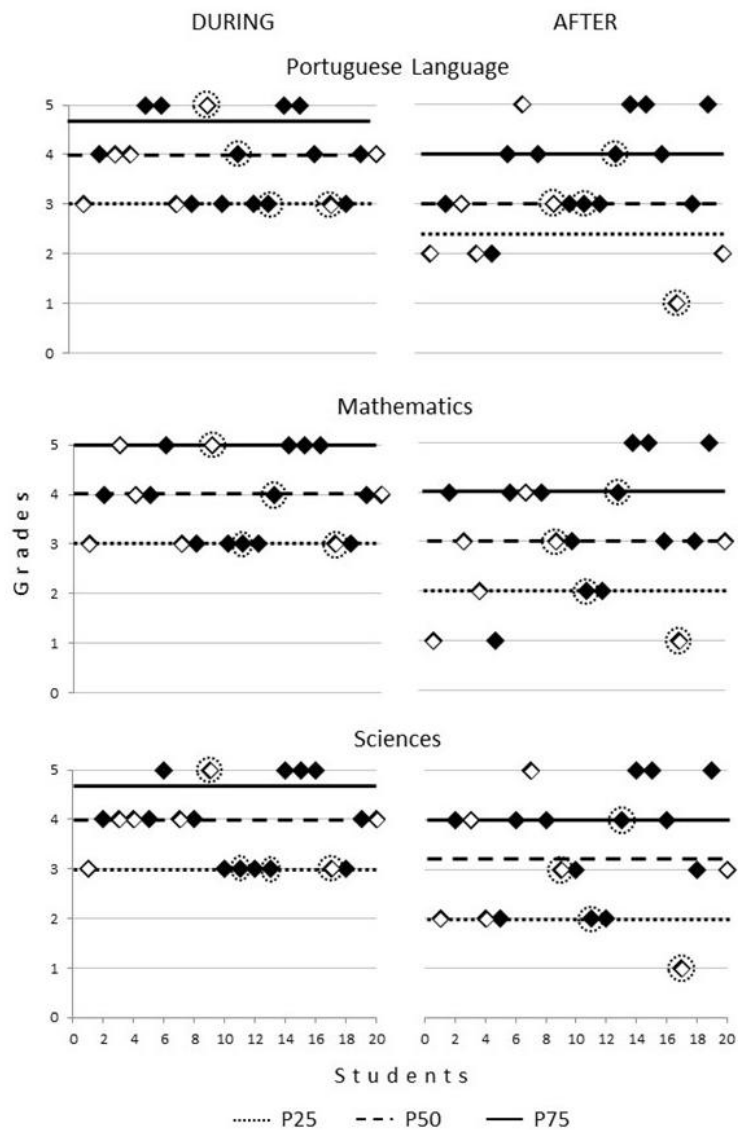 DURING AFTER
Portuguese Language
5
4
3
2
1
0
Mathematics
5
4
3
2
1
0
Grades
Sciences
5
4
3
2
1
0
0 2 4 6 8 10 12 14 16 18 20 0 2 4 6 8 10 12 14 16 18 20
Students
P25 P50 P75